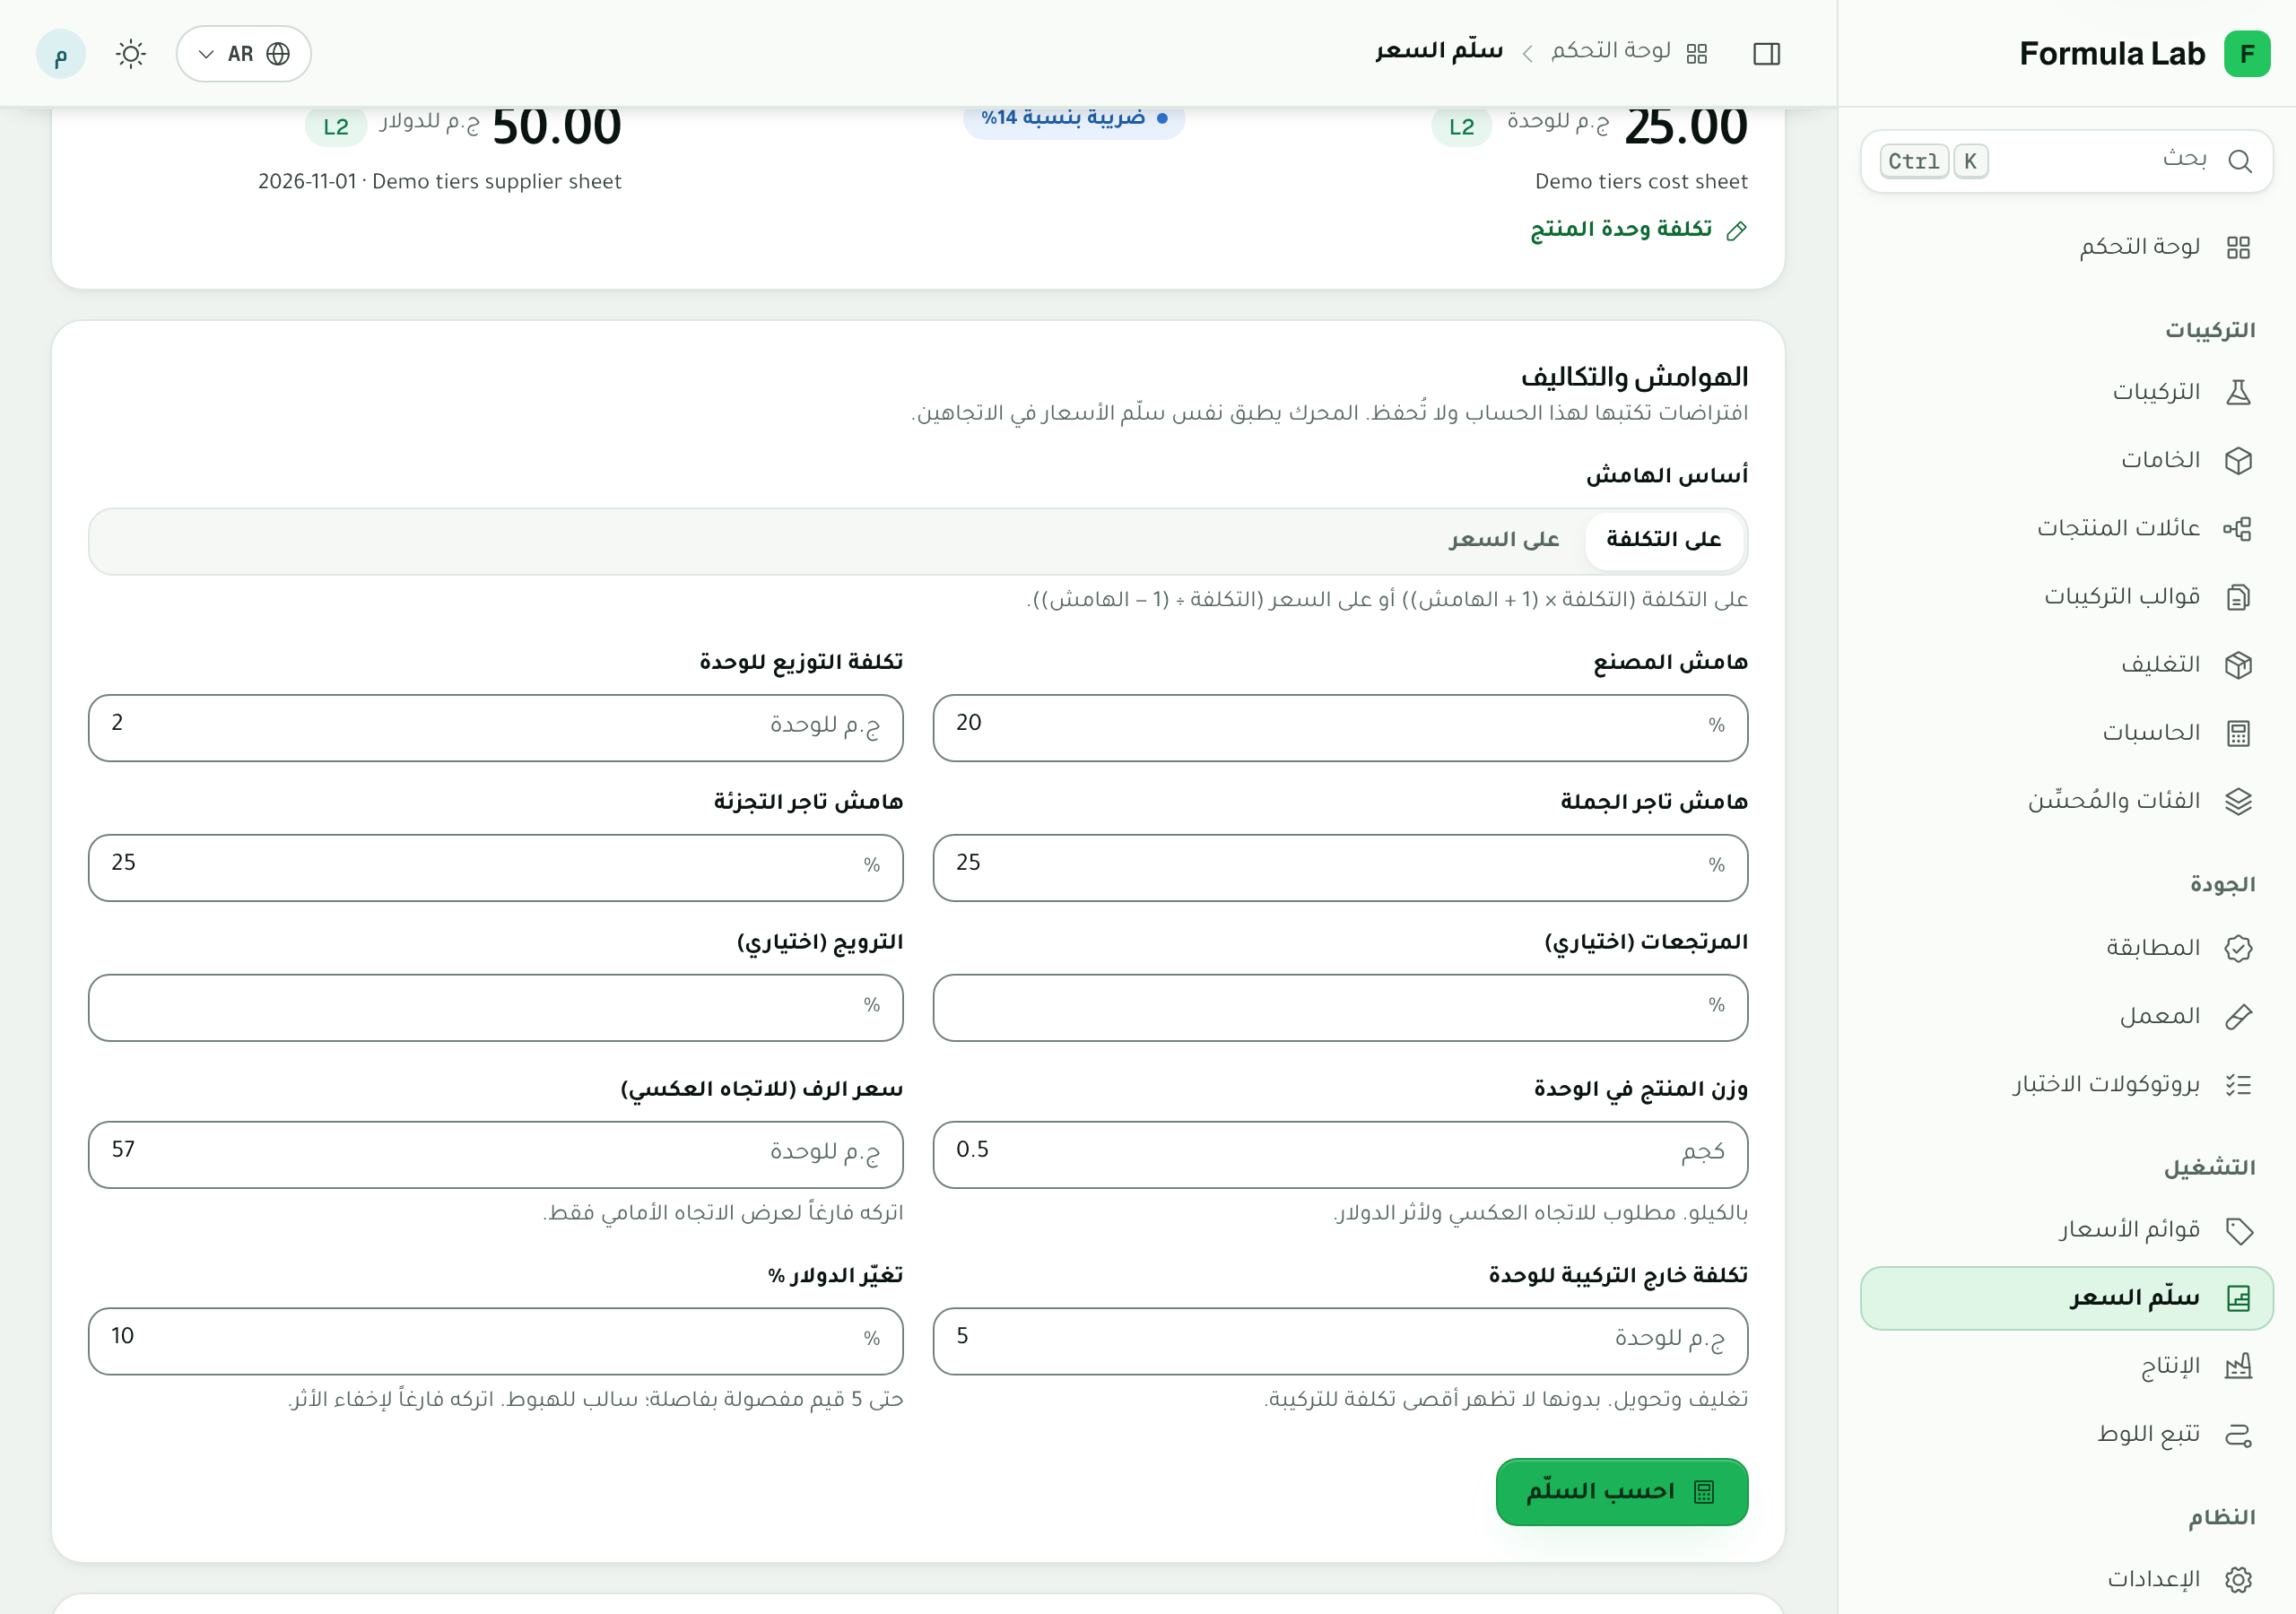 Formula Lab
F
بحث
Ctrl K
لوحة التحكم
التركيبات
التركيبات
الخامات
عائلات المنتجات
قوالب التركيبات
التغليف
الحاسبات
الفئات والمُحسِّن
الجودة
المطابقة
المعمل
بروتوكولات الاختبار
التشغيل
قوائم الأسعار
سلّم السعر
الإنتاج
تتبع اللوط
النظام
الإعدادات
لوحة التحكم
سلّم السعر
AR
م
25.00 ج.م للوحدة L2
Demo tiers cost sheet
تكلفة وحدة المنتج
ضريبة بنسبة 14%
50.00 ج.م للدولار L2
2026-11-01 · Demo tiers supplier sheet
الهوامش والتكاليف
افتراضات تكتبها لهذا الحساب ولا تُحفظ. المحرك يطبق نفس سلّم الأسعار في الاتجاهين.
أساس الهامش
على التكلفة
على السعر
على التكلفة (التكلفة × (1 + الهامش)) أو على السعر (التكلفة ÷ (1 – الهامش)).
هامش المصنع
% 20
تكلفة التوزيع للوحدة
ج.م للوحدة 2
هامش تاجر الجملة
% 25
هامش تاجر التجزئة
% 25
المرتجعات (اختياري)
%
الترويج (اختياري)
%
وزن المنتج في الوحدة
كجم 0.5
بالكيلو. مطلوب للاتجاه العكسي ولأثر الدولار.
سعر الرف (للاتجاه العكسي)
ج.م للوحدة 57
اتركه فارغاً لعرض الاتجاه الأمامي فقط.
تكلفة خارج التركيبة للوحدة
ج.م للوحدة 5
تغليف وتحويل. بدونها لا تظهر أقصى تكلفة للتركيبة.
تغيّر الدولار %
% 10
حتى 5 قيم مفصولة بفاصلة؛ سالب للهبوط. اتركه فارغاً لإخفاء الأثر.
احسب السلّم